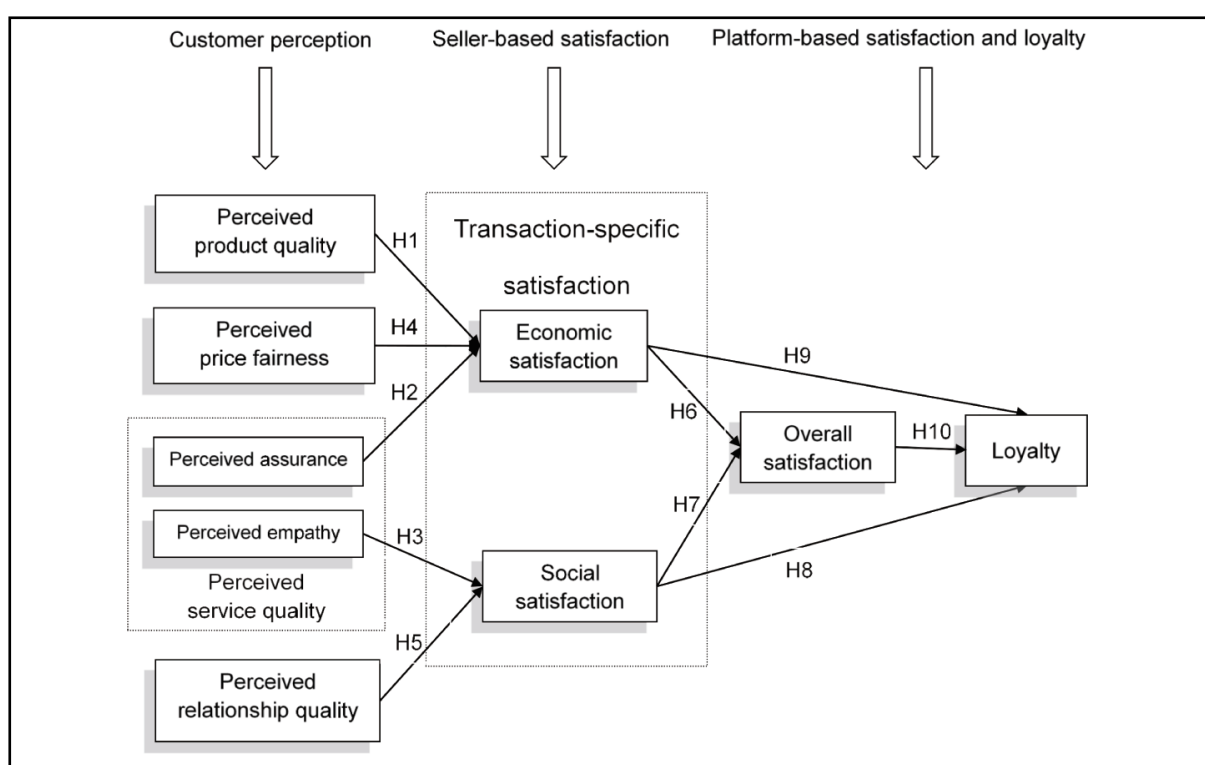 Customer perception
Seller-based satisfaction
Platform-based satisfaction and loyalty
Perceived
product quality
H1
Transaction-specific
satisfaction
Perceived
price fairness
H4
Economic
satisfaction
H9
H2
H6
Perceived assurance
Overall
satisfaction
H10
Loyalty
Perceived empathy
H3
H7
Perceived
service quality
Social
satisfaction
H8
H5
Perceived
relationship quality